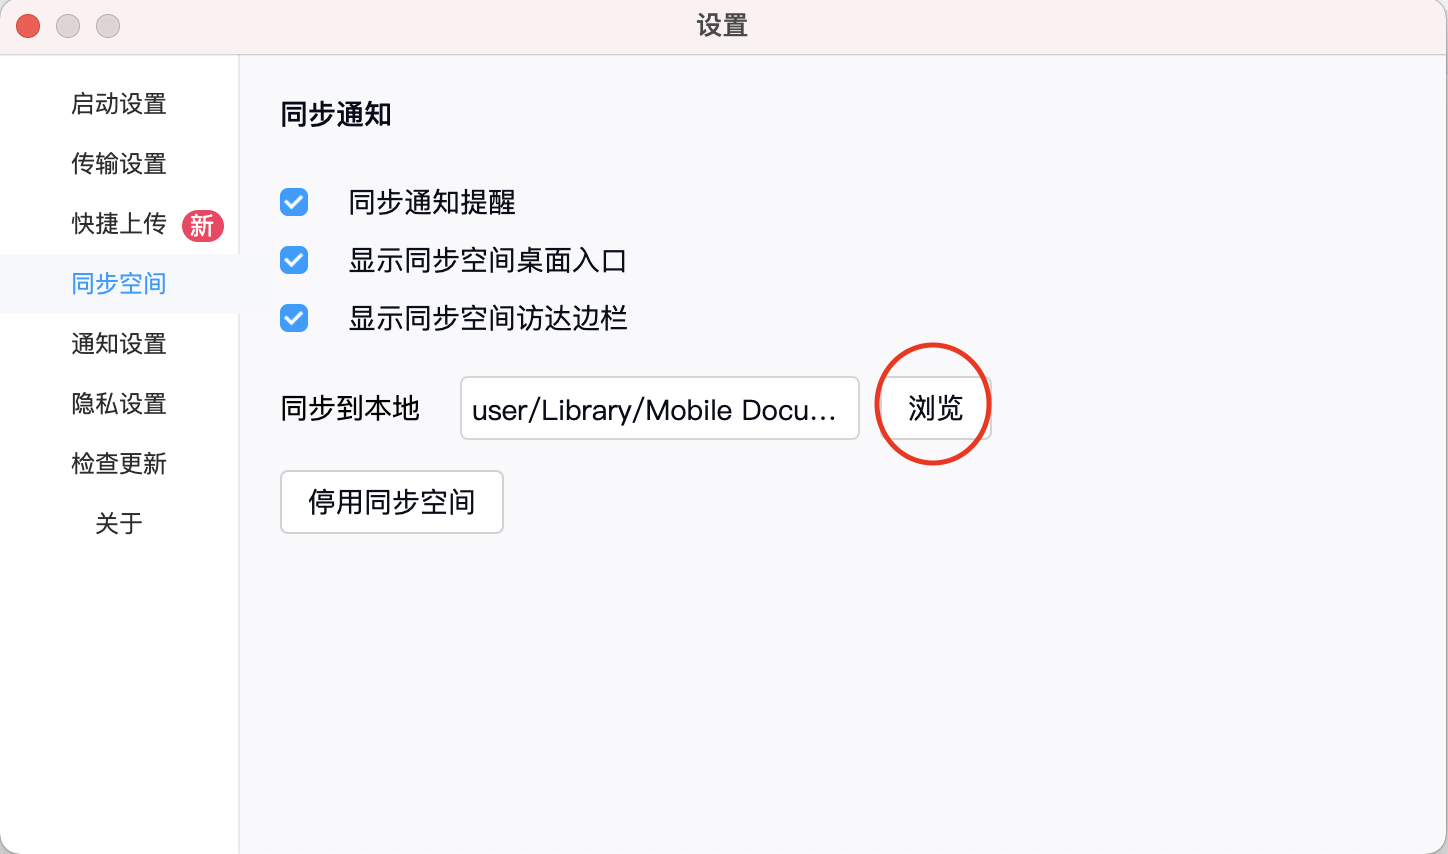 设置
启动设置
传输设置
快捷上传 新
同步空间
通知设置
隐私设置
检查更新
关于
同步通知
同步通知提醒
显示同步空间桌面入口
显示同步空间访达边栏
同步到本地 user/Library/Mobile Docu... 浏览
停用同步空间